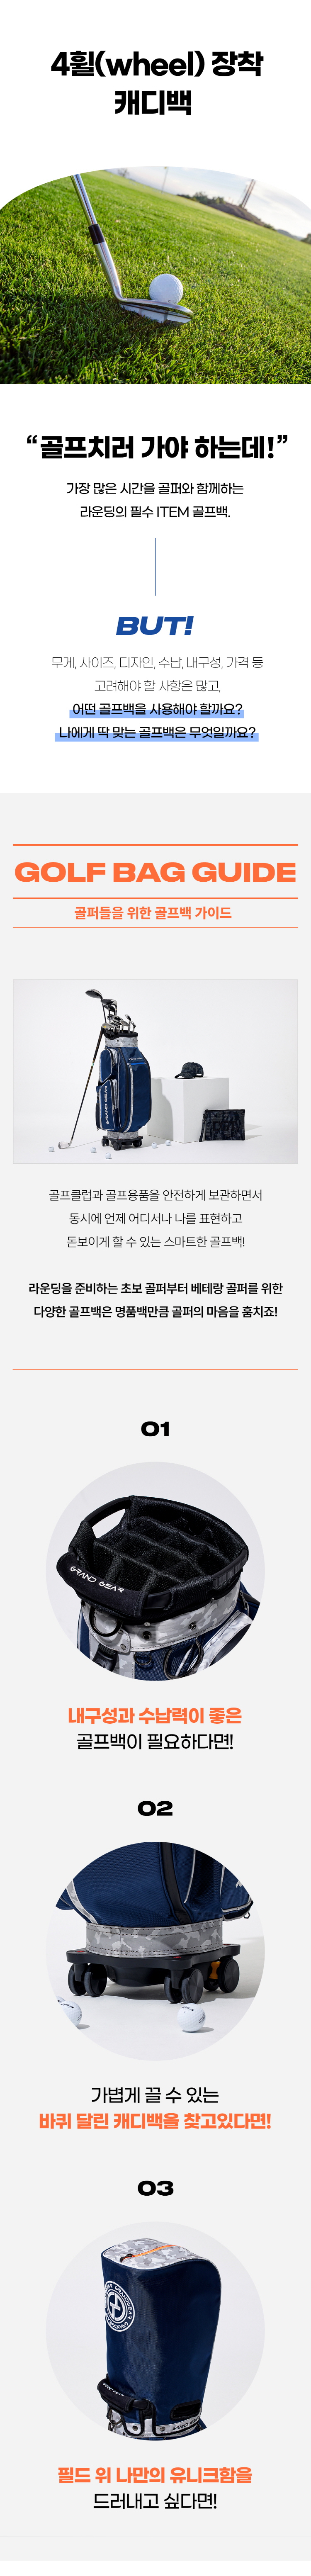 4휠(wheel) 장착
캐디백
“골프치러 가야 하는데!”
가장 많은 시간을 골퍼와 함께하는
라운딩의 필수 ITEM 골프백.
BUT!
무게, 사이즈, 디자인, 수납, 내구성, 가격 등
고려해야 할 사항은 많고,
어떤 골프백을 사용해야 할까요?
나에게 딱 맞는 골프백은 무엇일까요?
GOLF BAG GUIDE
골퍼들을 위한 골프백 가이드
골프클럽과 골프용품을 안전하게 보관하면서
동시에 언제 어디서나 나를 표현하고
돋보이게 할 수 있는 스마트한 골프백!
라운딩을 준비하는 초보 골퍼부터 베테랑 골퍼를 위한
다양한 골프백은 명품백만큼 골퍼의 마음을 훔치죠!
01
GRAND GEAR
내구성과 수납력이 좋은
골프백이 필요하다면!
02
가볍게 끌 수 있는
바퀴 달린 캐디백을 찾고있다면!
03
필드 위 나만의 유니크함을
드러내고 싶다면!